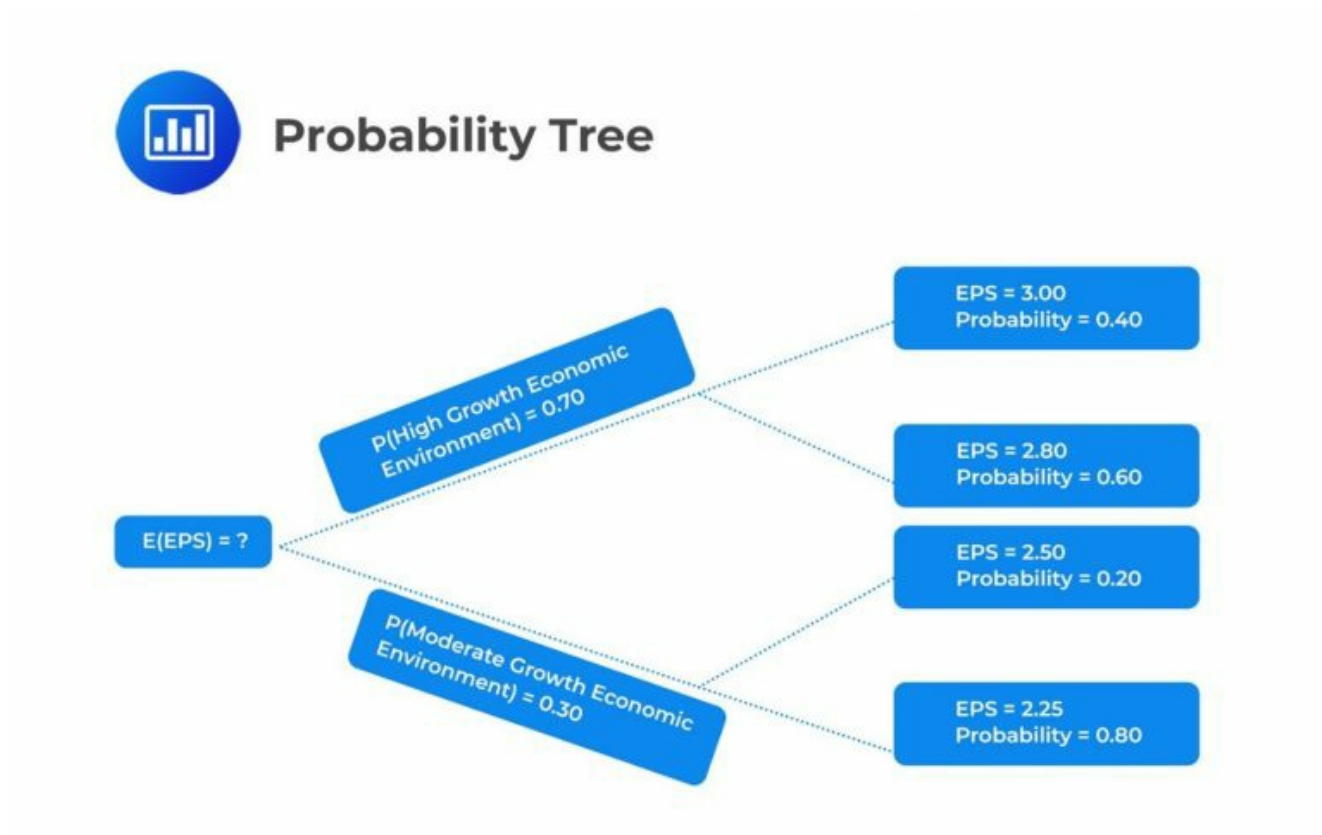 Probability Tree
EPS = 3.00
Probability = 0.40
P(High Growth Economic
Environment) = 0.70
EPS = 2.80
Probability = 0.60
E(EPS) = ?
EPS = 2.50
Probability = 0.20
P(Moderate Growth Economic
Environment) = 0.30
EPS = 2.25
Probability = 0.80